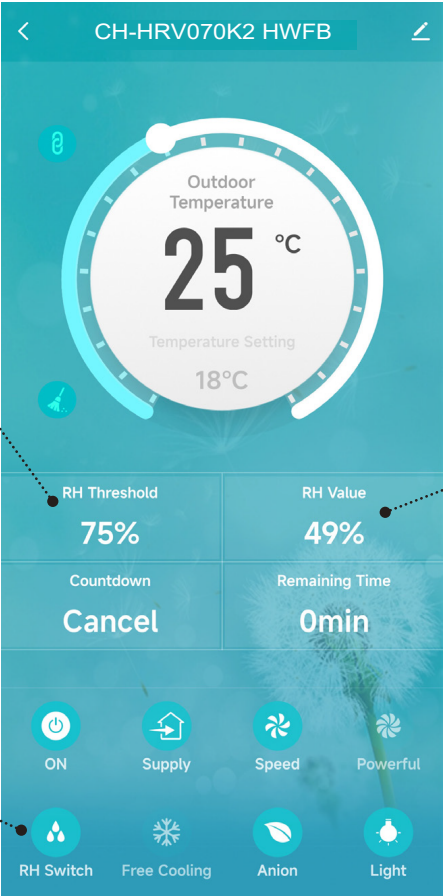 CH-HRV070K2 HWFB
Outdoor
Temperature
25 °C
Temperature Setting
18°C
RH Threshold
RH Value
75%
49%
Countdown
Remaining Time
Cancel
0min
ON
Supply
Speed
Powerful
RH Switch
Free Cooling
Anion
Light